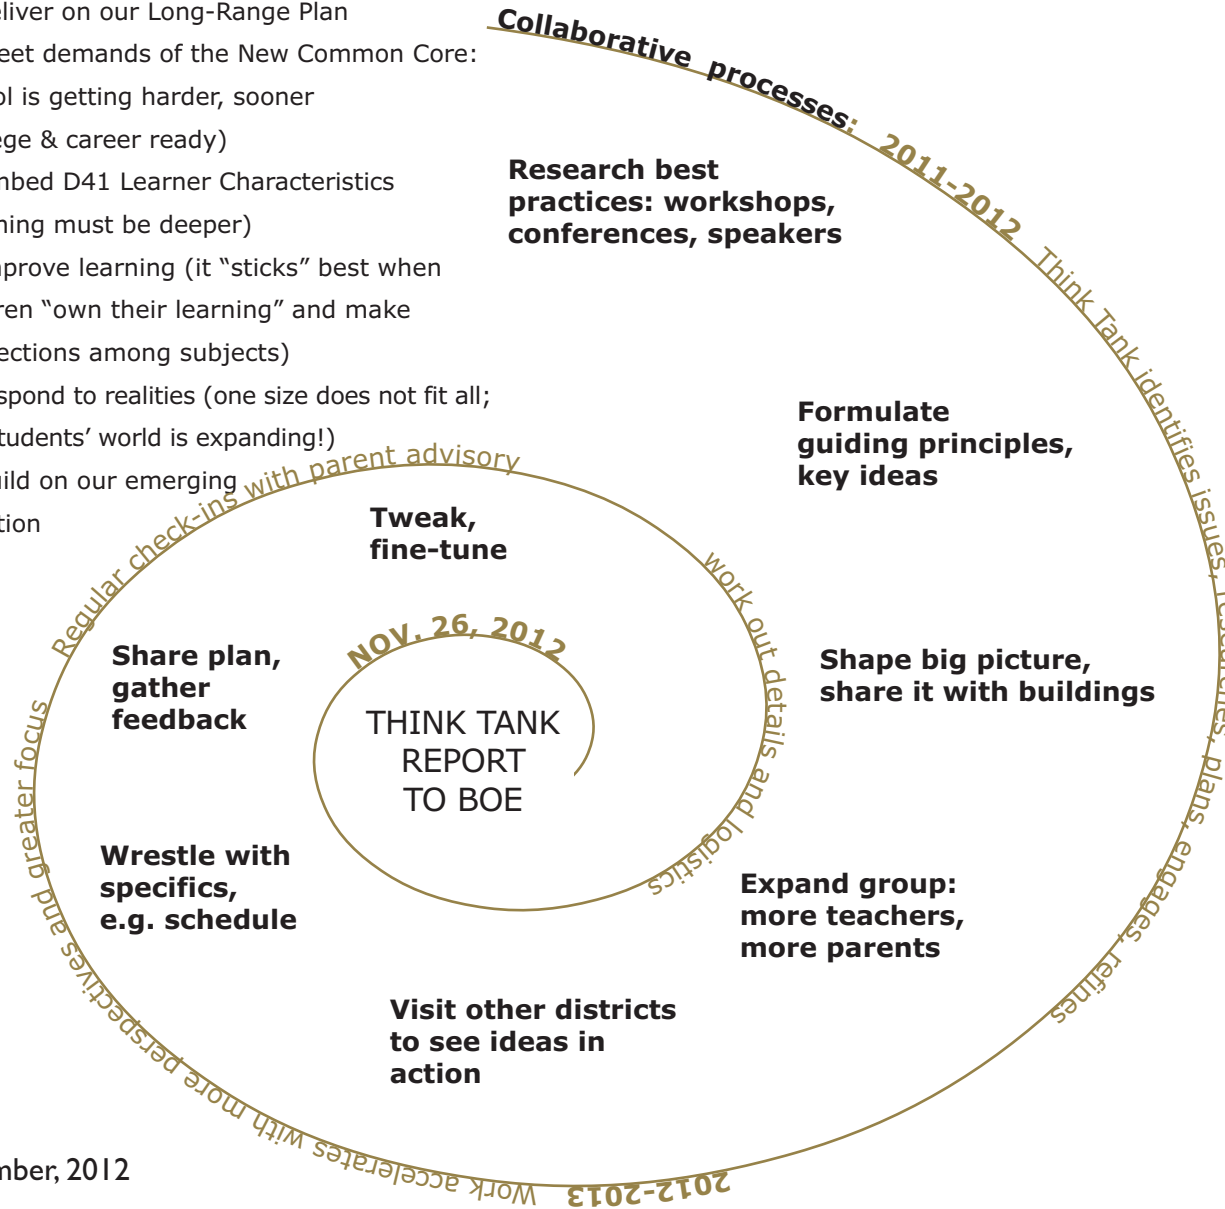 eliver on our Long-Range Plan
eet demands of the New Common Core:
ol is getting harder, sooner
ege & career ready)
mbed D41 Learner Characteristics
ning must be deeper)
mprove learning (it “sticks” best when
ren “own their learning” and make
ections among subjects)
spond to realities (one size does not fit all;
students’ world is expanding!)
uild on our emerging
tion
Collaborative processes: 2011-2012 Think Tank identifies issues, researches, plans, engages, refines
Research best
practices: workshops,
conferences, speakers
Formulate
guiding principles,
key ideas
Shape big picture,
share it with buildings
Expand group:
more teachers,
more parents
Visit other districts
to see ideas in
action
2012-2013 Work accelerates with more perspectives and greater focus
Wrestle with
specifics,
e.g. schedule
Share plan,
gather
feedback
Regular check-ins with parent advisory
Tweak,
fine-tune
work out details and logistics
NOV. 26, 2012
THINK TANK
REPORT
TO BOE
mber, 2012